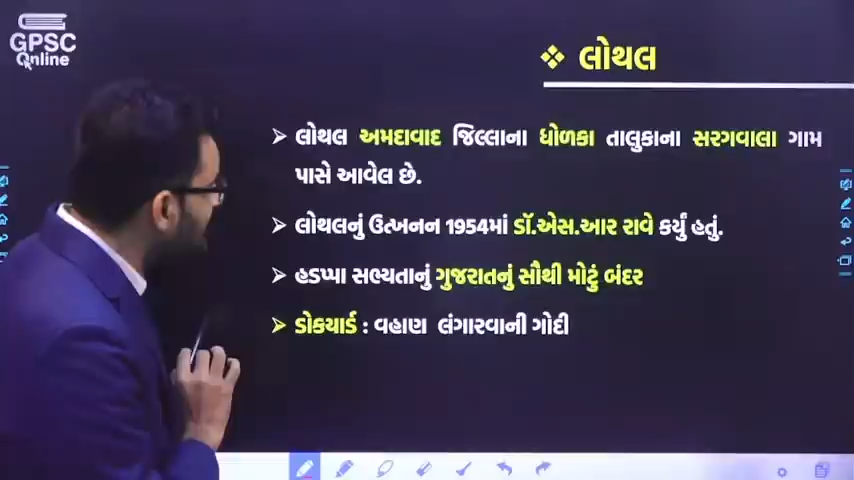 GPSC
Online
❖ લોથલ
➢ લોથલ અમદાવાદ જિલ્લાના ધોળકા તાલુકાના સરગવાલા ગામ
પાસે આવેલ છે.
➢ લોથલનું ઉત્ખનન 1954માં ડૉ.એસ.આર રાવે કર્યું હતું.
➢ હડપ્પા સભ્યતાનું ગુજરાતનું સૌથી મોટું બંદર
➢ ડોકયાર્ડ : વહાણ લંગારવાની ગોદી